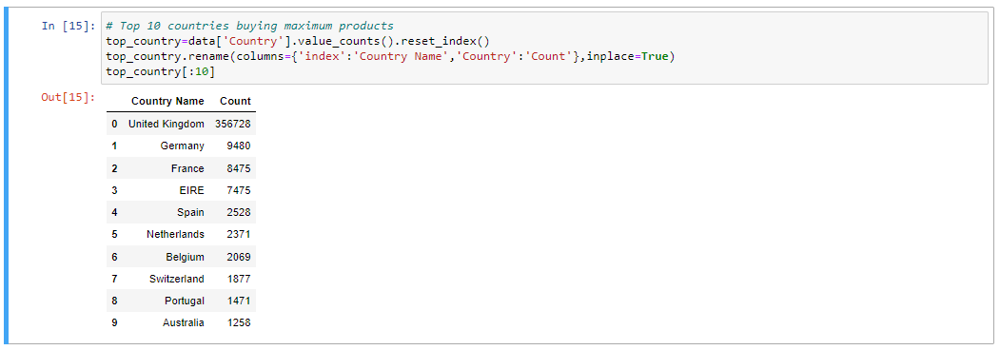 In [15]: # Top 10 countries buying maximum products
top_country=data['Country'].value_counts().reset_index()
top_country.rename(columns={'index':'Country Name','Country':'Count'},inplace=True)
top_country[:10]
Out[15]:
Country Name Count
0 United Kingdom 356728
1 Germany 9480
2 France 8475
3 EIRE 7475
4 Spain 2528
5 Netherlands 2371
6 Belgium 2069
7 Switzerland 1877
8 Portugal 1471
9 Australia 1258